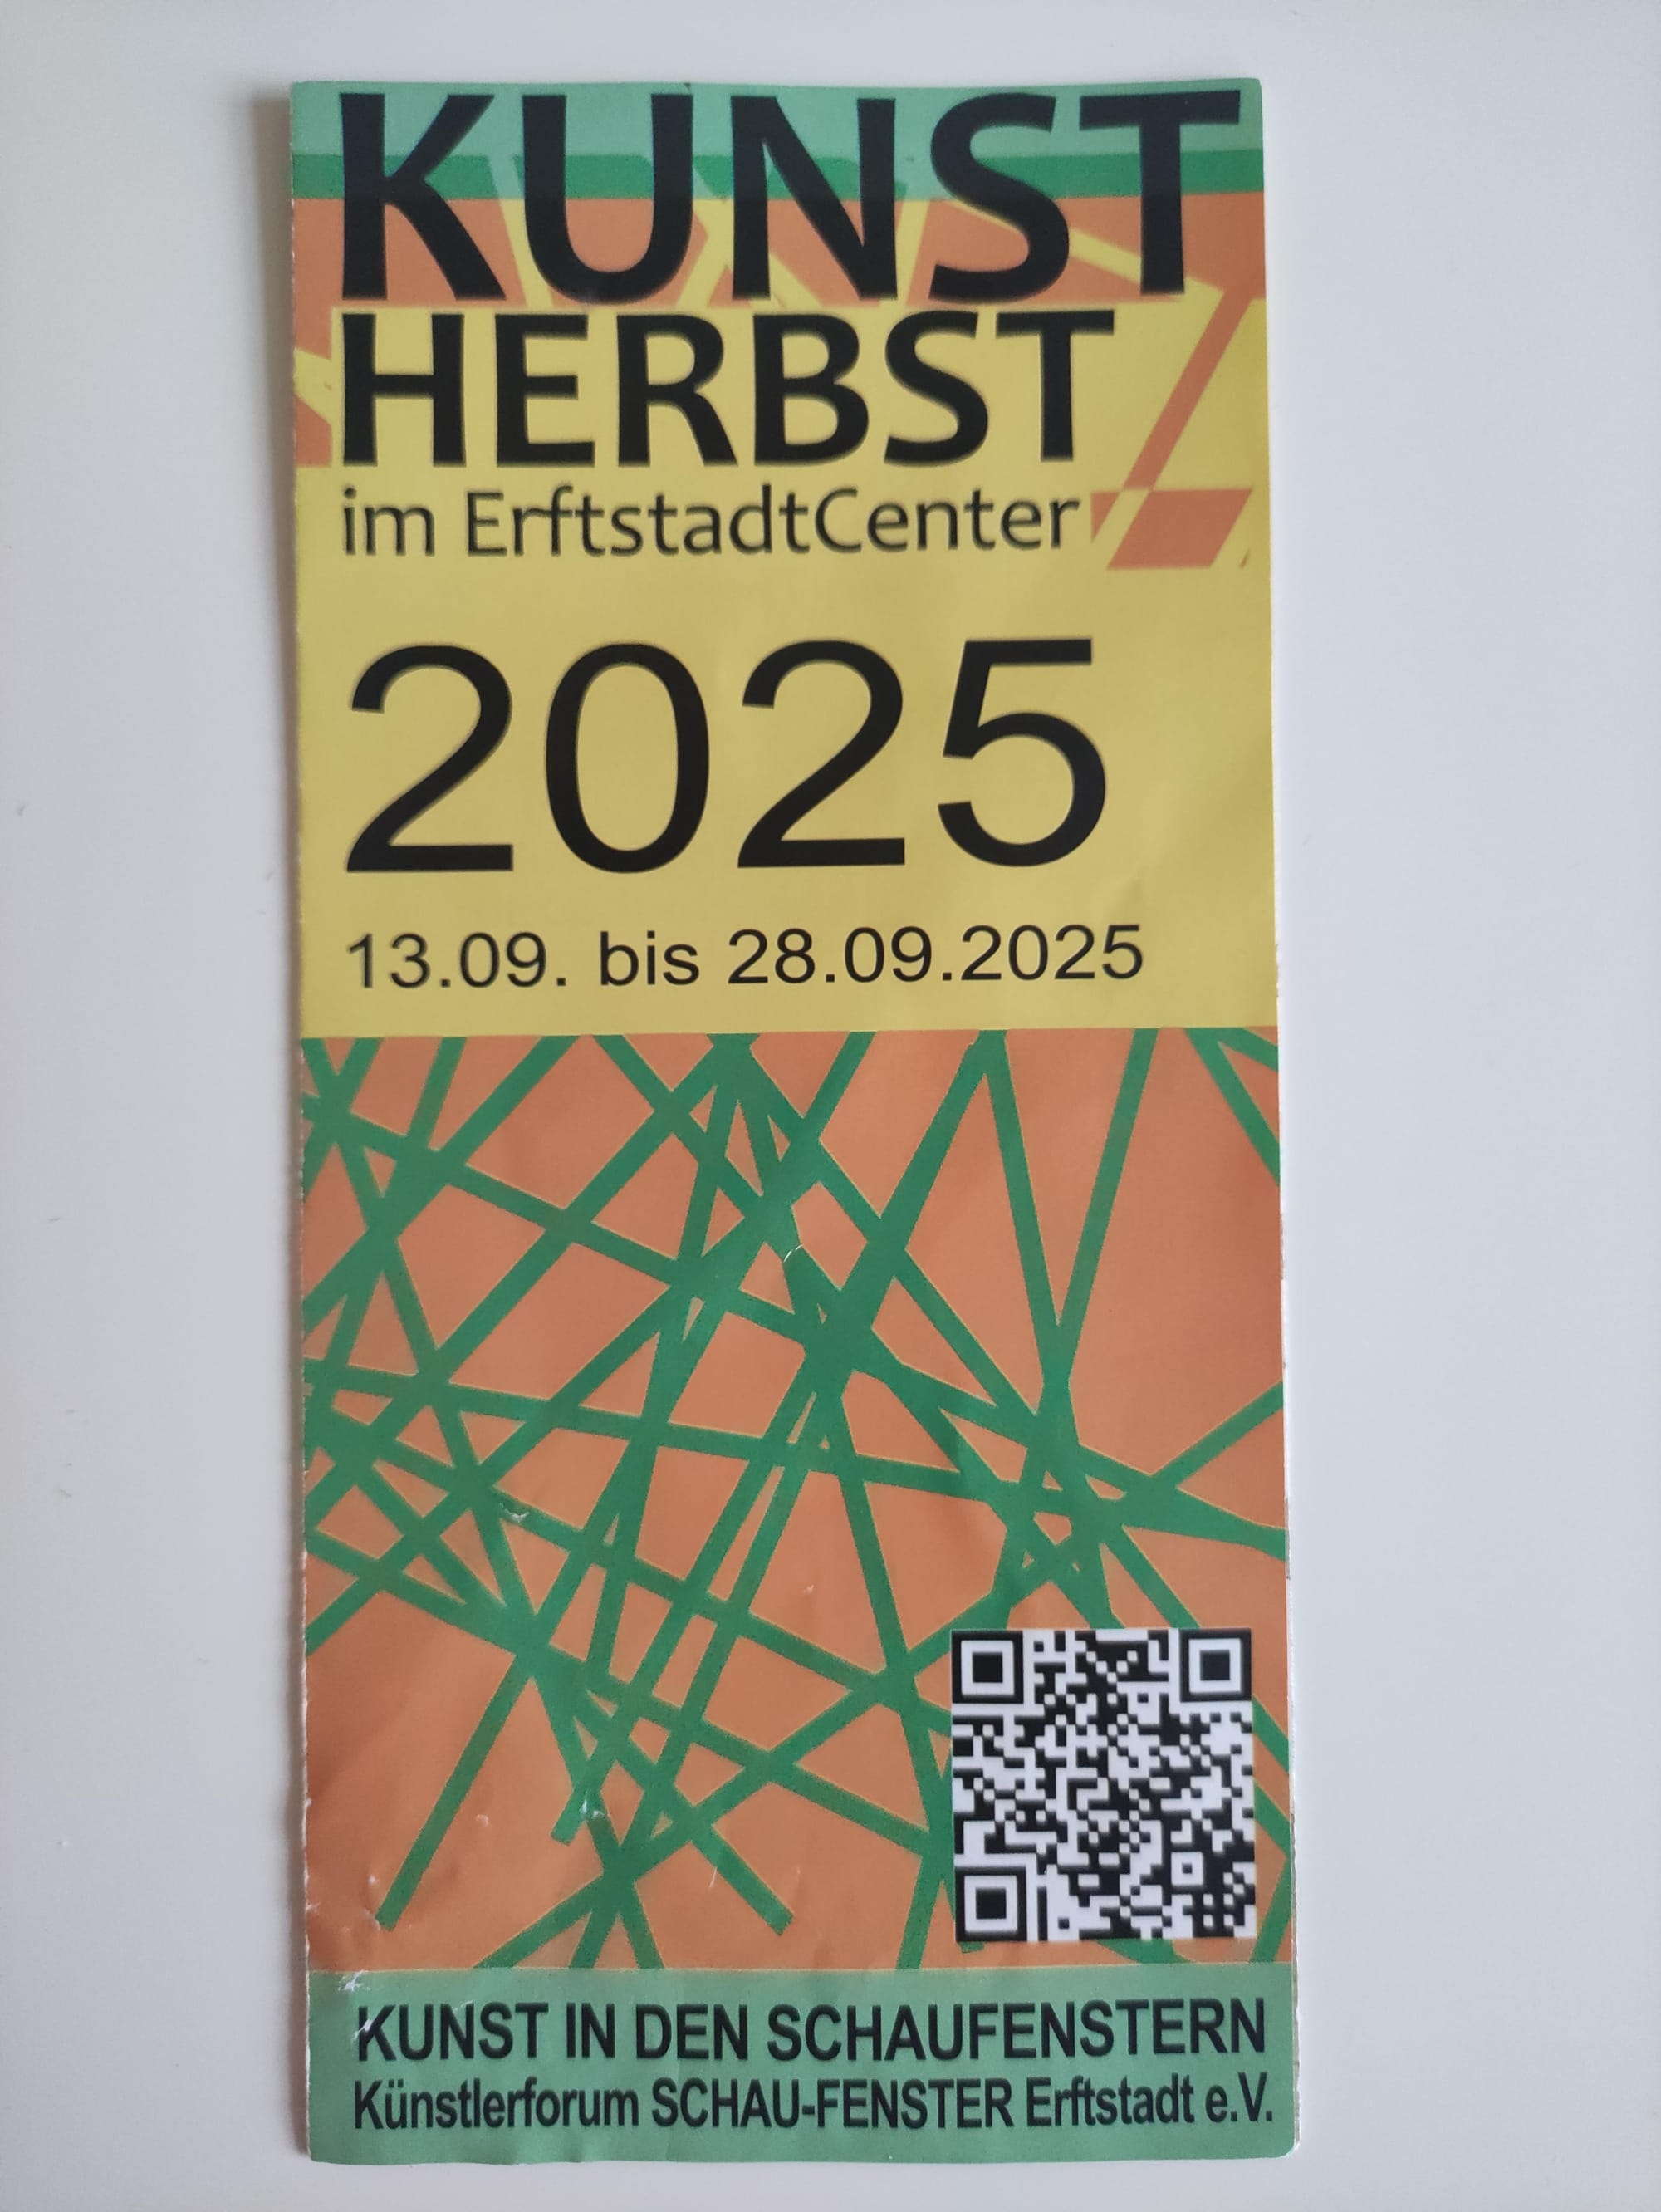 KUNST
HERBST
im ErftstadtCenter
2025
13.09. bis 28.09.2025
KUNST IN DEN SCHAUFENSTERN
Künstlerforum SCHAU-FENSTER Erftstadt e.V.